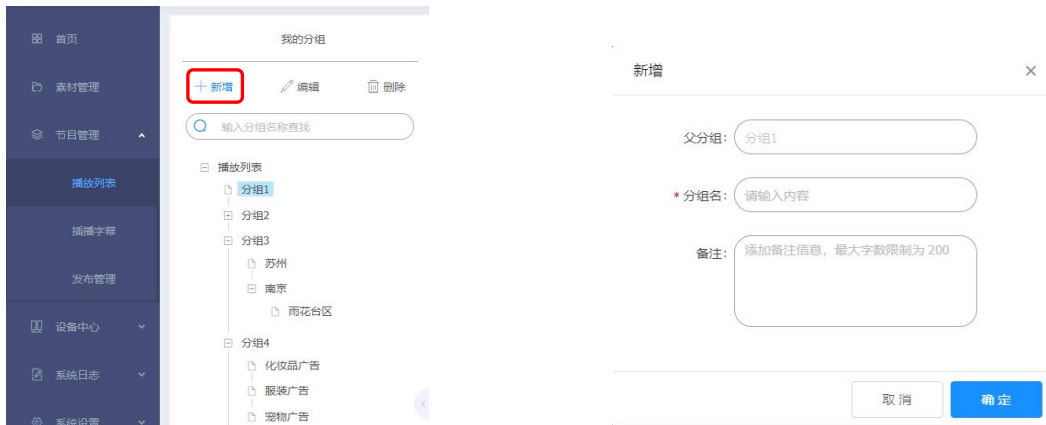 首页
素材管理
节目管理
播放列表
插播字幕
发布管理
设备中心
系统日志
系统设置
我的分组
新增
编辑
删除
输入分组名称查找
播放列表
分组1
分组2
分组3
苏州
南京
雨花台区
分组4
化妆品广告
服装广告
宠物广告
新增
父分组：
分组1
* 分组名：
请输入内容
备注：
添加备注信息，最大字数限制为 200
取 消
确 定